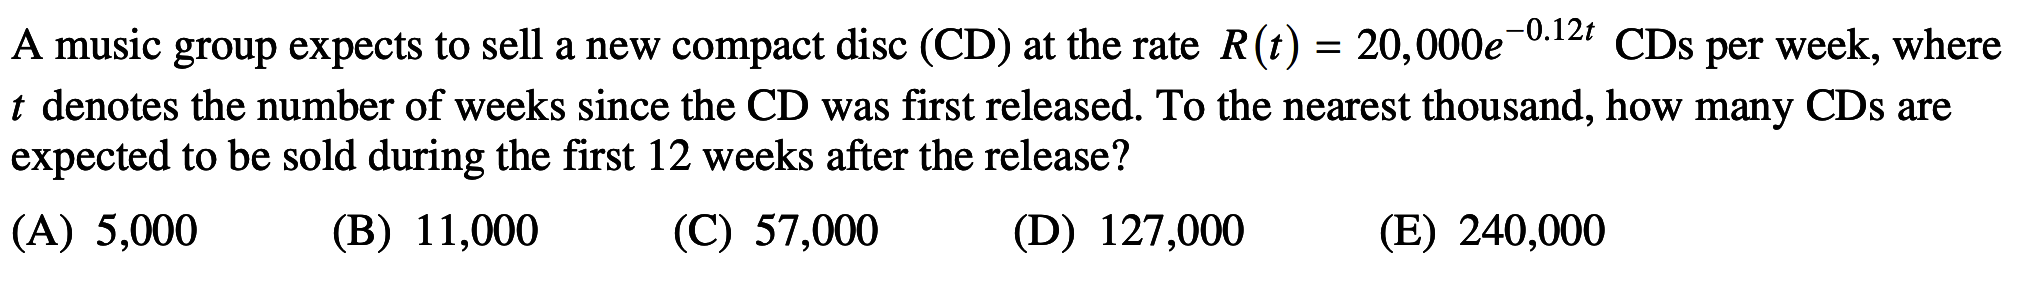 A music group expects to sell a new compact disc (CD) at the rate R(t) = 20,000e^{-0.12t} CDs per week, where
t denotes the number of weeks since the CD was first released. To the nearest thousand, how many CDs are
expected to be sold during the first 12 weeks after the release?
(A) 5,000 (B) 11,000 (C) 57,000 (D) 127,000 (E) 240,000